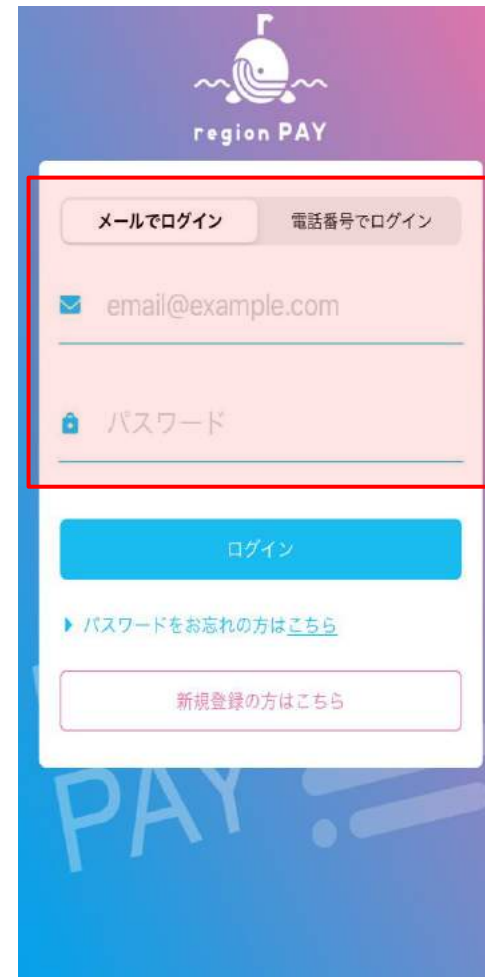 r
region PAY
メールでログイン 電話番号でログイン
email@example.com
パスワード
ログイン
パスワードをお忘れの方はこちら
新規登録の方はこちら
PAY